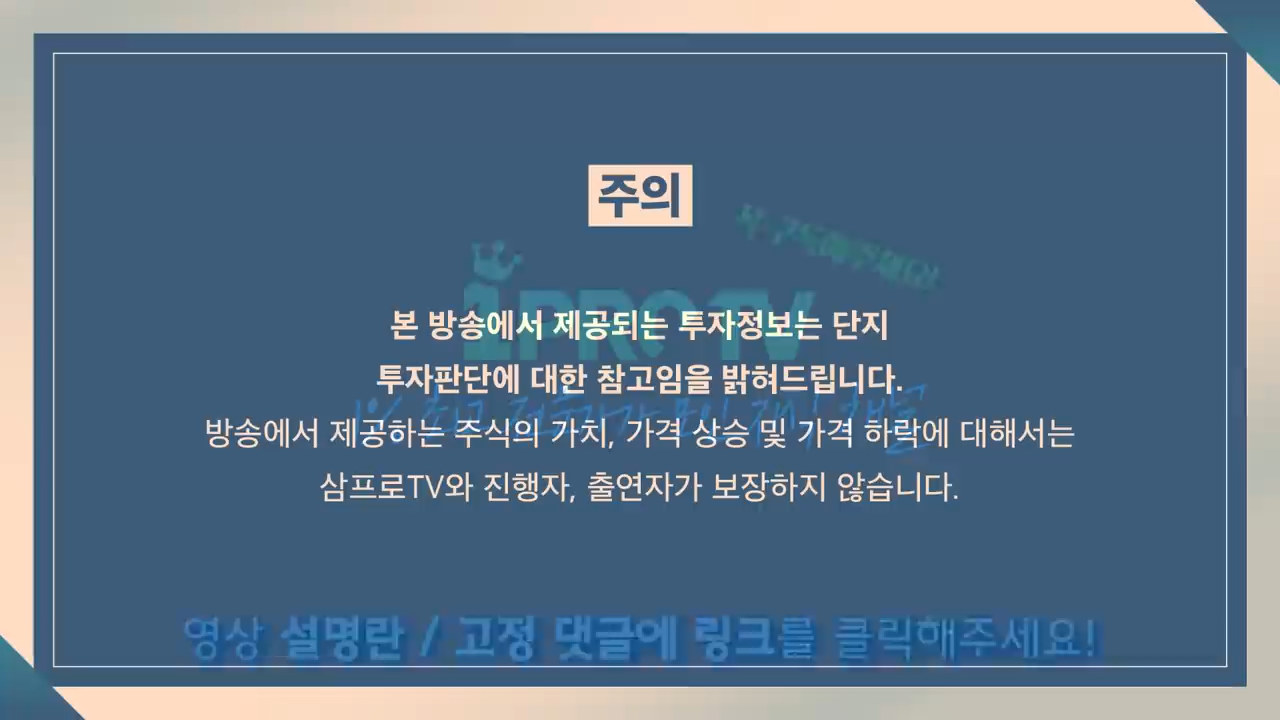 주의
본 방송에서 제공되는 투자정보는 단지
투자판단에 대한 참고임을 밝혀드립니다.
방송에서 제공하는 주식의 가치, 가격 상승 및 가격 하락에 대해서는
삼프로TV와 진행자, 출연자가 보장하지 않습니다.
영상 설명란 / 고정 댓글에 링크를 클릭해주세요!